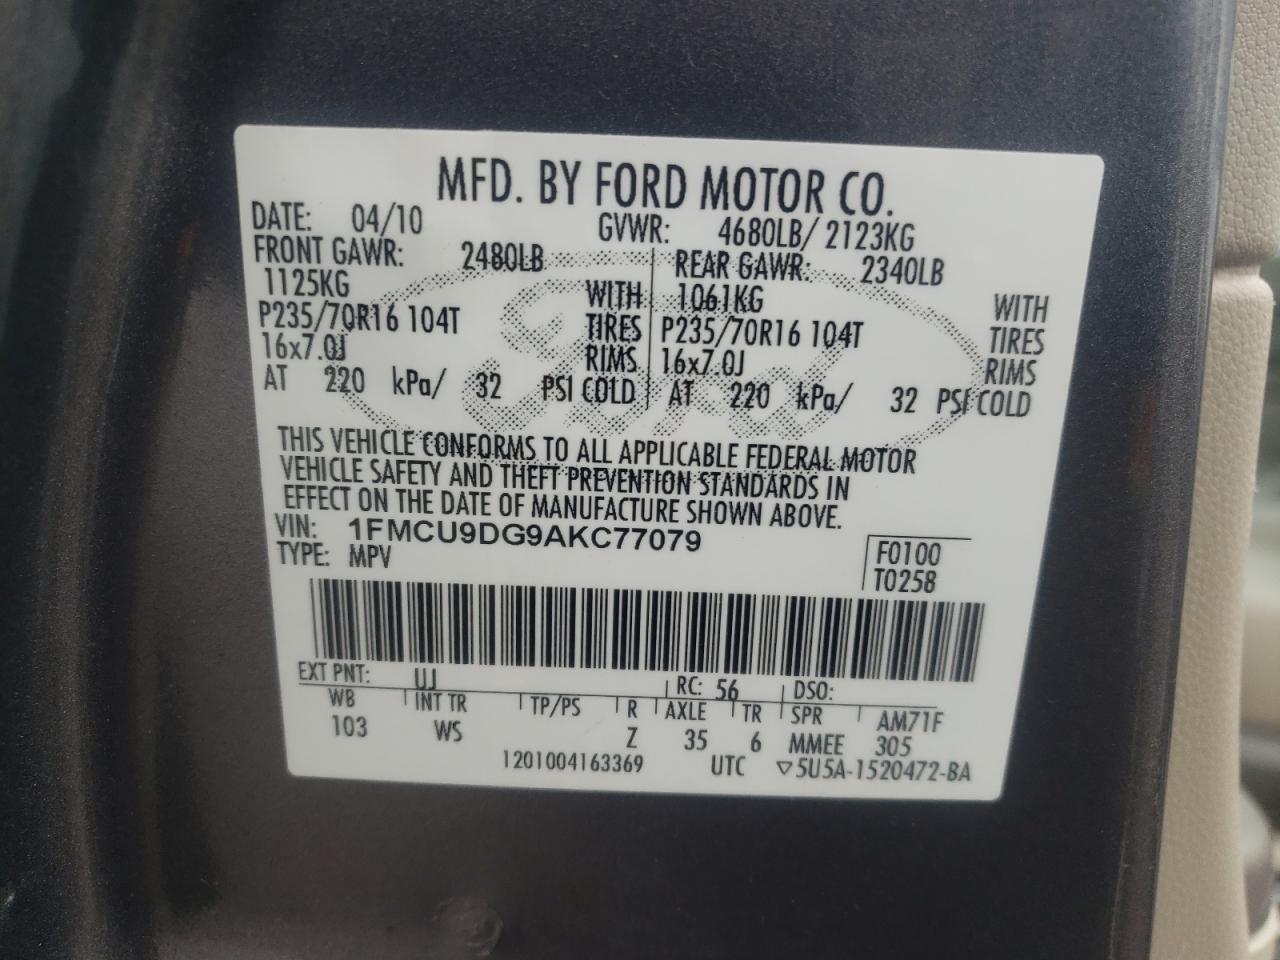 MFD. BY FORD MOTOR CO.
DATE: 04/10 GVWR: 4680LB/ 2123KG
FRONT GAWR: 2480LB REAR GAWR: 2340LB
1125KG WITH 1061KG WITH
P235/70R16 104T TIRES P235/70R16 104T TIRES
16x7.0J RIMS 16x7.0J RIMS
AT 220 kPa/ 32 PSI COLD AT 220 kPa/ 32 PSI COLD
Ford
THIS VEHICLE CONFORMS TO ALL APPLICABLE FEDERAL MOTOR
VEHICLE SAFETY AND THEFT PREVENTION STANDARDS IN
EFFECT ON THE DATE OF MANUFACTURE SHOWN ABOVE.
VIN: 1FMCU9DG9AKC77079
TYPE: MPV
F0100
T0258
EXT PNT: UJ RC: 56 DSO:
WB INT TR TP/PS R AXLE TR SPR AM71F
103 WS Z 35 6 MMEE 305
1201004163369 UTC ▽5U5A-1520472-BA